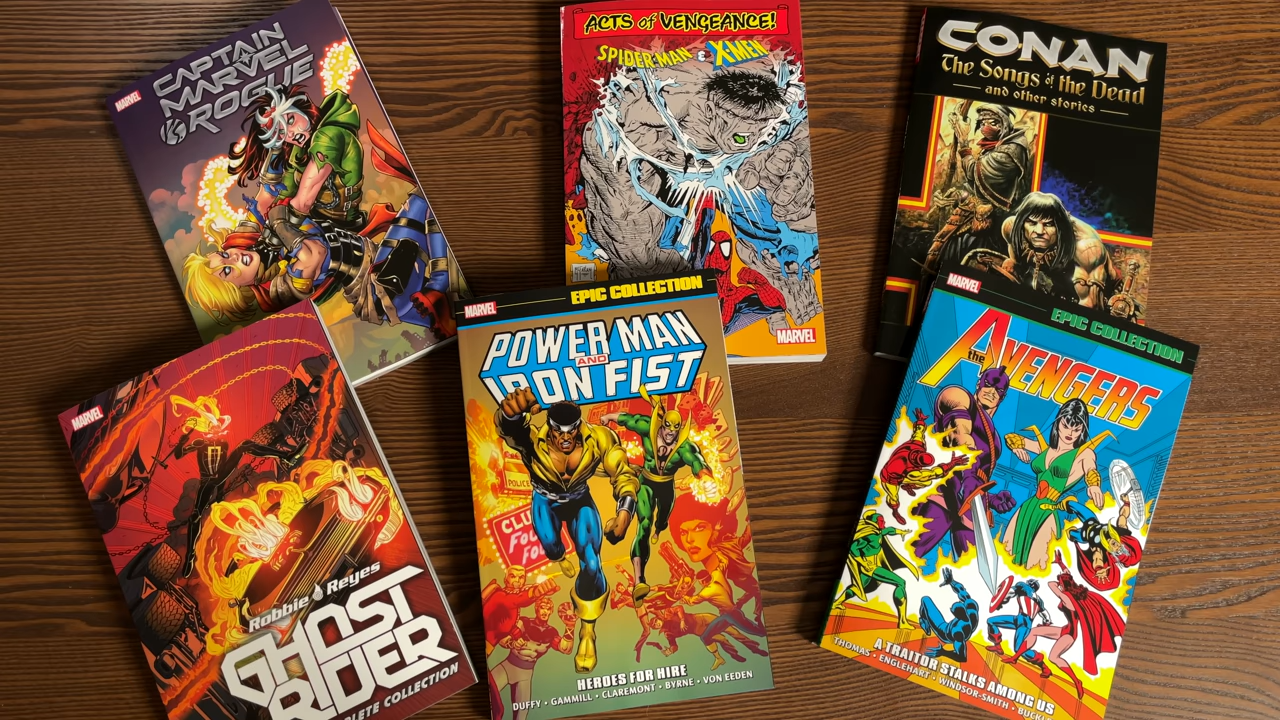 MARVEL
CAPTAIN
MARVEL
& ROGUE
ACTS of VENGEANCE!
SPIDER-MAN & X-MEN
MARVEL
CONAN
The Songs of the Dead
and other stories
MARVEL
Robbie Reyes
GHOST
RIDER
COLLECTION
MARVEL
EPIC COLLECTION
POWER MAN
AND
IRON FIST
POLICE
HEROES FOR HIRE
DUFFY • GAMMILL • CLAREMONT • BYRNE • VON EEDEN
MARVEL
EPIC COLLECTION
the AVENGERS
A TRAITOR STALKS AMONG US
THOMAS • ENGLEHART • WINDSOR-SMITH •